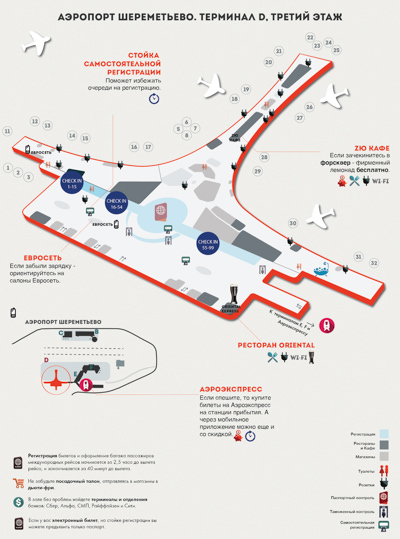 АЭРОПОРТ ШЕРЕМЕТЬЕВО. ТЕРМИНАЛ D, ТРЕТИЙ ЭТАЖ
СТОЙКА
САМОСТОЯТЕЛЬНОЙ
РЕГИСТРАЦИИ
Поможет избежать
очереди на регистрацию.
22
23
24
25
21
20
19
18
26
27
28
29
30
31
32
5
6
7
8
9
16
17
14
15
12
13
11
1
2
3
ЕВРОСЕТЬ
CHECK IN
1-15
CHECK IN
16-54
ЕВРОСЕТЬ
CHECK IN
55-99
ZЮ КАФЕ
Если зачекинитесь в
форсквер - фирменный
лимонад бесплатно.
WI-FI
ЕВРОСЕТЬ
Если забыли зарядку -
ориентируйтесь на
салоны Евросеть.
К терминалам E, F и
Аэроэкспрессу
РЕСТОРАН ORIENTAL
WI-FI
АЭРОПОРТ ШЕРЕМЕТЬЕВО
C
B
D
E
F
АЭРОЭКСПРЕСС
Если спешите, то купите
билеты на Аэроэкспресс
на станции прибытия. А
через мобильное
приложение можно еще и
со скидкой.
Регистрация билетов и оформление багажа пассажиров
международных рейсов начинается за 2,5 часа до вылета
рейса, и заканчивается за 40 минут до вылета.
Не забудьте посадочный талон, отправляясь в магазины в
дьюти-фри.
В зале без проблем найдете терминалы и отделения
банков: Сбер, Альфа, СМП, Райффайзен и Сити.
Если у вас электронный билет, на стойке регистрации вы
можете предъявить только паспорт.
Регистрация
Рестораны
и Кафе
Магазины
Туалеты
Розетки
Паспортный контроль
Таможенный контроль
Самостоятельная
регистрация